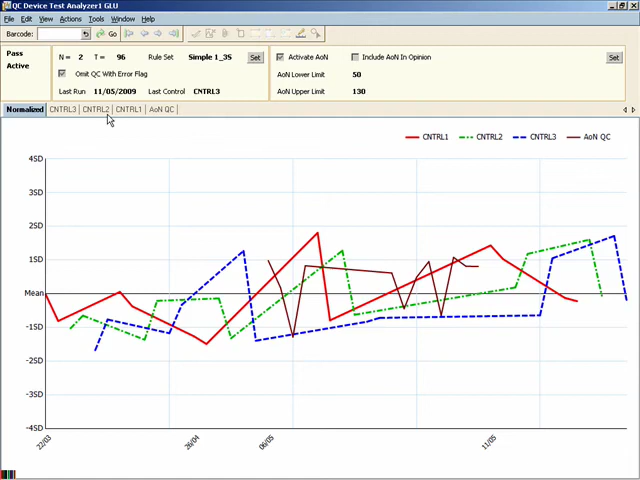 QC Device Test Analyzer1 GLU
File Edit View Actions Tools Window Help
Barcode: Go
Pass
Active
N = 2 T = 96 Rule Set Simple 1_3S Set
Omit QC With Error Flag
Last Run 11/05/2009 Last Control CNTRL3
Activate AoN Include AoN In Opinion Set
AoN Lower Limit 50
AoN Upper Limit 130
Normalized CNTRL3 CNTRL2 CNTRL1 AoN QC
CNTRL1 CNTRL2 CNTRL3 AoN QC
4SD
3SD
2SD
1SD
Mean
-1SD
-2SD
-3SD
-4SD
22/03 26/04 06/05 11/05